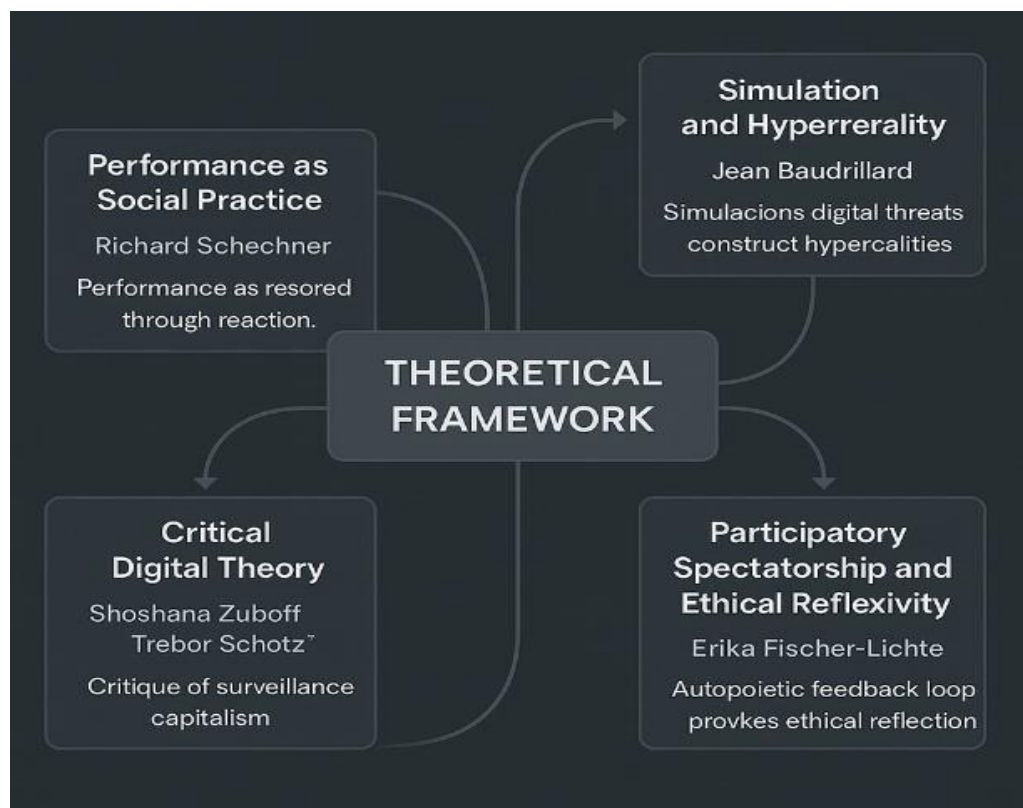 Performance as
Social Practice
Richard Schechner
Performance as resored
through reaction.
Simulation
and Hyperrerality
Jean Baudrillard
Simulacions digital threats
construct hypercalities
THEORETICAL
FRAMEWORK
Critical
Digital Theory
Shoshana Zuboff
Trebor Schotz
Critique of surveillance
capitalism
Participatory
Spectatorship and
Ethical Reflexivity
Erika Fischer-Lichte
Autopoietic feedback loop
provkes ethical reflection